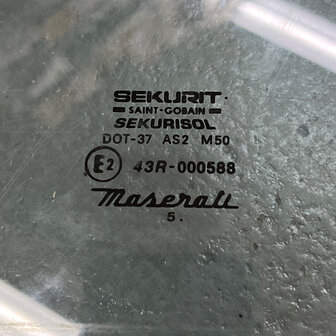 SEKURIT.
SAINT-GOBAIN
SEKURISOL
DOT-37 AS2 M50
E2 43R-000588
Maserati
5.